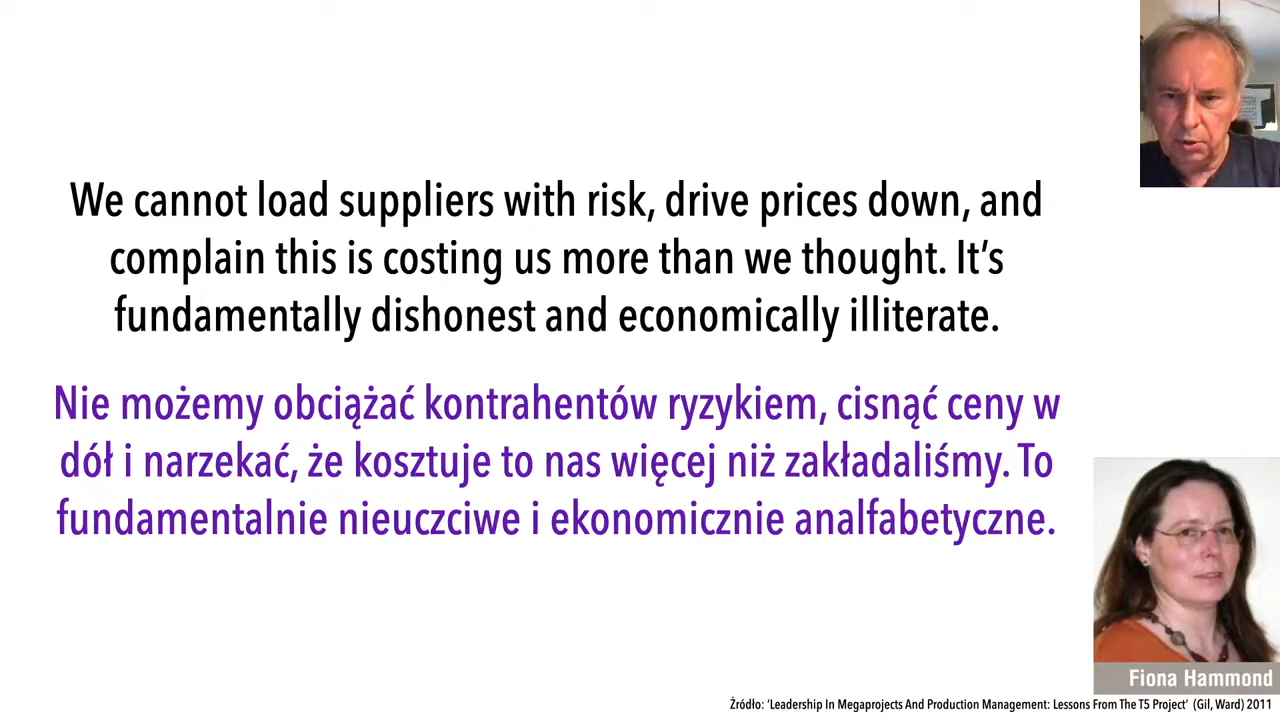 We cannot load suppliers with risk, drive prices down, and
complain this is costing us more than we thought. It’s
fundamentally dishonest and economically illiterate.
Nie możemy obciążać kontrahentów ryzykiem, cisnąć ceny w
dół i narzekać, że kosztuje to nas więcej niż zakładaliśmy. To
fundamentalnie nieuczciwe i ekonomicznie analfabetyczne.
Fiona Hammond
Żródło: ‘Leadership In Megaprojects And Production Management: Lessons From The T5 Project’ (Gil, Ward) 2011